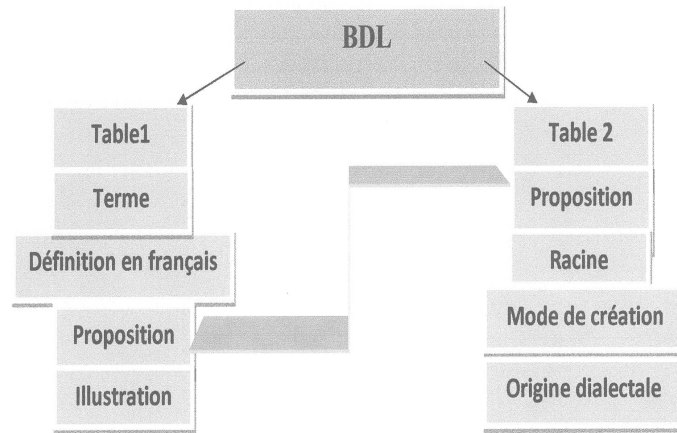 BDL
Table1
Terme
Définition en français
Proposition
Illustration
Table 2
Proposition
Racine
Mode de création
Origine dialectale